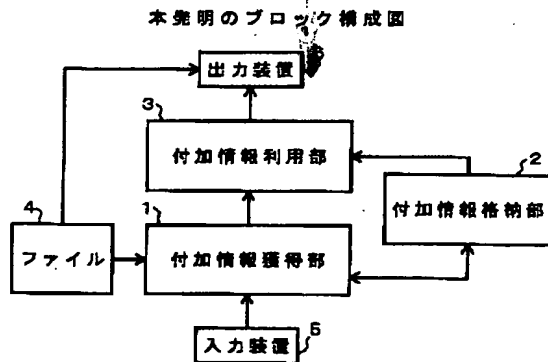 本発明のブロック構成図
出力装置
3
付加情報利用部
2
付加情報格納部
4
ファイル
1
付加情報獲得部
5
入力装置